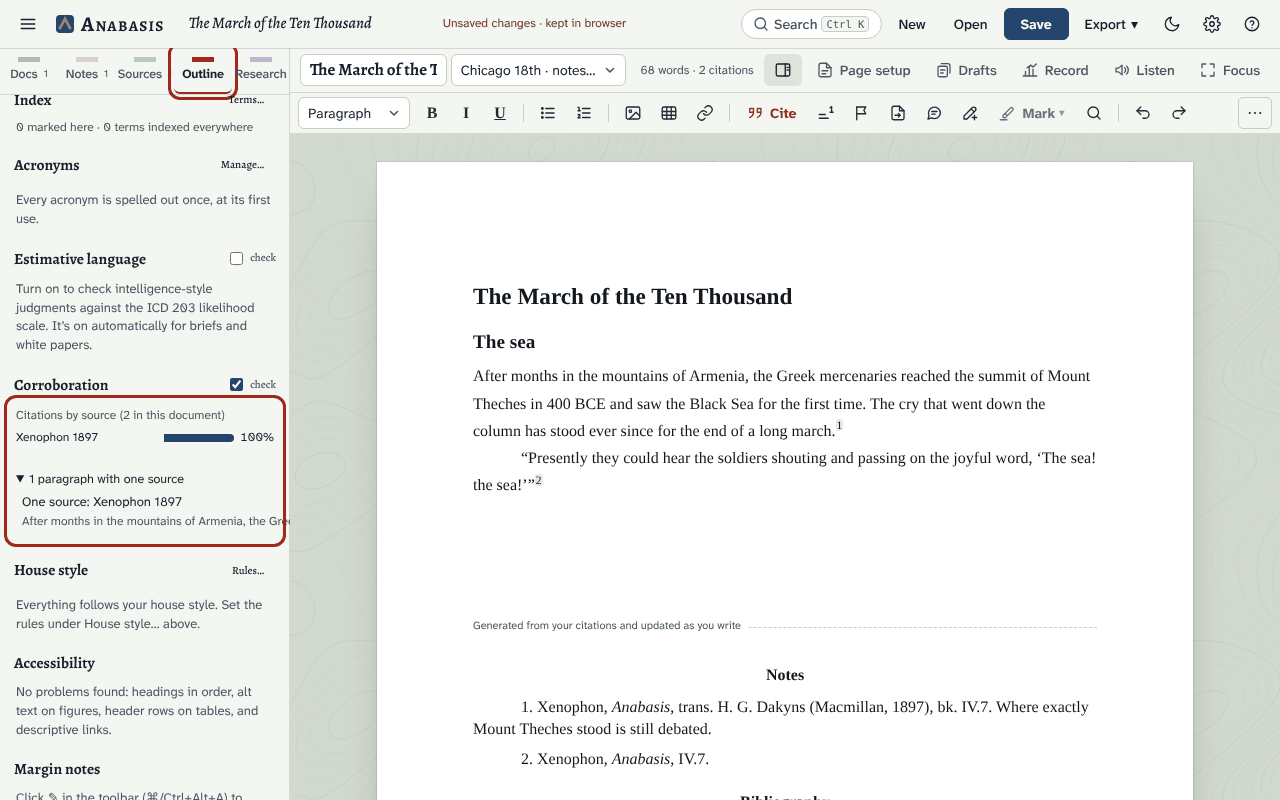 Anabasis
The March of the Ten Thousand
Unsaved changes · kept in browser
Search Ctrl K
New
Open
Save
Export ▾
Docs 1
Notes 1
Sources
Outline
Research
The March of the T
Chicago 18th · notes...
68 words · 2 citations
Page setup
Drafts
Record
Listen
Focus
Paragraph
B I U
Cite
Mark ▾
Index Terms...
0 marked here · 0 terms indexed everywhere
Acronyms Manage...
Every acronym is spelled out once, at its first
use.
Estimative language check
Turn on to check intelligence-style
judgments against the ICD 203 likelihood
scale. It's on automatically for briefs and
white papers.
Corroboration check
Citations by source (2 in this document)
Xenophon 1897 100%
▼ 1 paragraph with one source
One source: Xenophon 1897
After months in the mountains of Armenia, the Gre
House style Rules...
Everything follows your house style. Set the
rules under House style... above.
Accessibility
No problems found: headings in order, alt
text on figures, header rows on tables, and
descriptive links.
Margin notes
Click ✎ in the toolbar (⌘/Ctrl+Alt+A) to
The March of the Ten Thousand
The sea
After months in the mountains of Armenia, the Greek mercenaries reached the summit of Mount
Theches in 400 BCE and saw the Black Sea for the first time. The cry that went down the
column has stood ever since for the end of a long march.1
“Presently they could hear the soldiers shouting and passing on the joyful word, ‘The sea!
the sea!’”2
Generated from your citations and updated as you write
Notes
1. Xenophon, Anabasis, trans. H. G. Dakyns (Macmillan, 1897), bk. IV.7. Where exactly
Mount Theches stood is still debated.
2. Xenophon, Anabasis, IV.7.
Bibliography